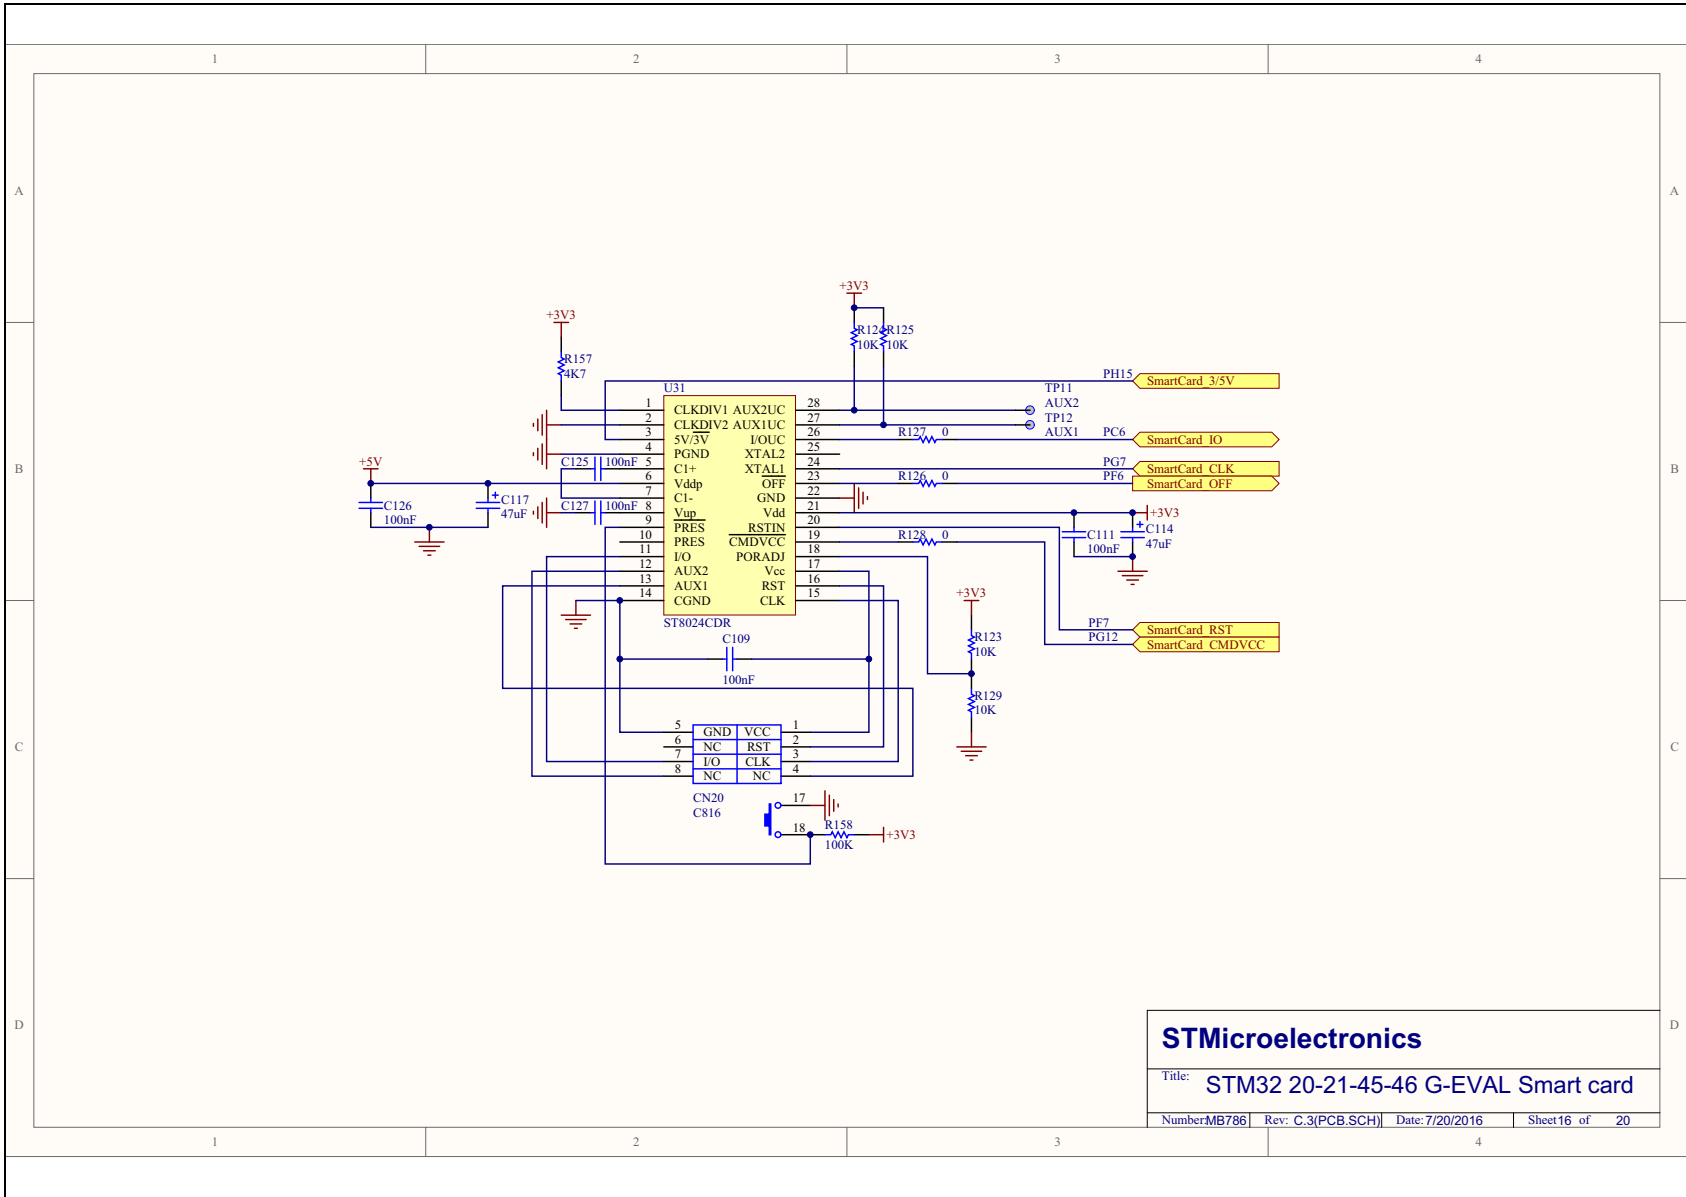 1 2 3 4
A A
B B
C C
D D
+3V3
+3V3
R124 R125
10K 10K
R157
4K7
U31
PH15 SmartCard_3/5V
TP11
AUX2
TP12
AUX1
1 CLKDIV1 AUX2UC 28
2 CLKDIV2 AUX1UC 27
3 5V/3V I/OUC 26
4 PGND XTAL2 25
5 C1+ XTAL1 24
6 Vddp OFF 23
7 C1- GND 22
8 Vup Vdd 21
9 PRES RSTIN 20
10 PRES CMDVCC 19
11 I/O PORADJ 18
12 AUX2 Vcc 17
13 AUX1 RST 16
14 CGND CLK 15
ST8024CDR
R127 0 PC6 SmartCard_IO
PG7 SmartCard_CLK
R126 0 PF6 SmartCard_OFF
+5V
C125 100nF
C126
100nF
C117
47uF
+
C127 100nF
+3V3
R128 0
C111
100nF
+
C114
47uF
+3V3
PF7 SmartCard_RST
PG12 SmartCard_CMDVCC
R123
10K
R129
10K
C109
100nF
5 GND VCC 1
6 NC RST 2
7 I/O CLK 3
8 NC NC 4
CN20
C816
17
18 R158
100K
+3V3
STMicroelectronics
Title: STM32 20-21-45-46 G-EVAL Smart card
Number:MB786 Rev: C.3(PCB.SCH) Date:7/20/2016 Sheet16 of 20
1 2 3 4